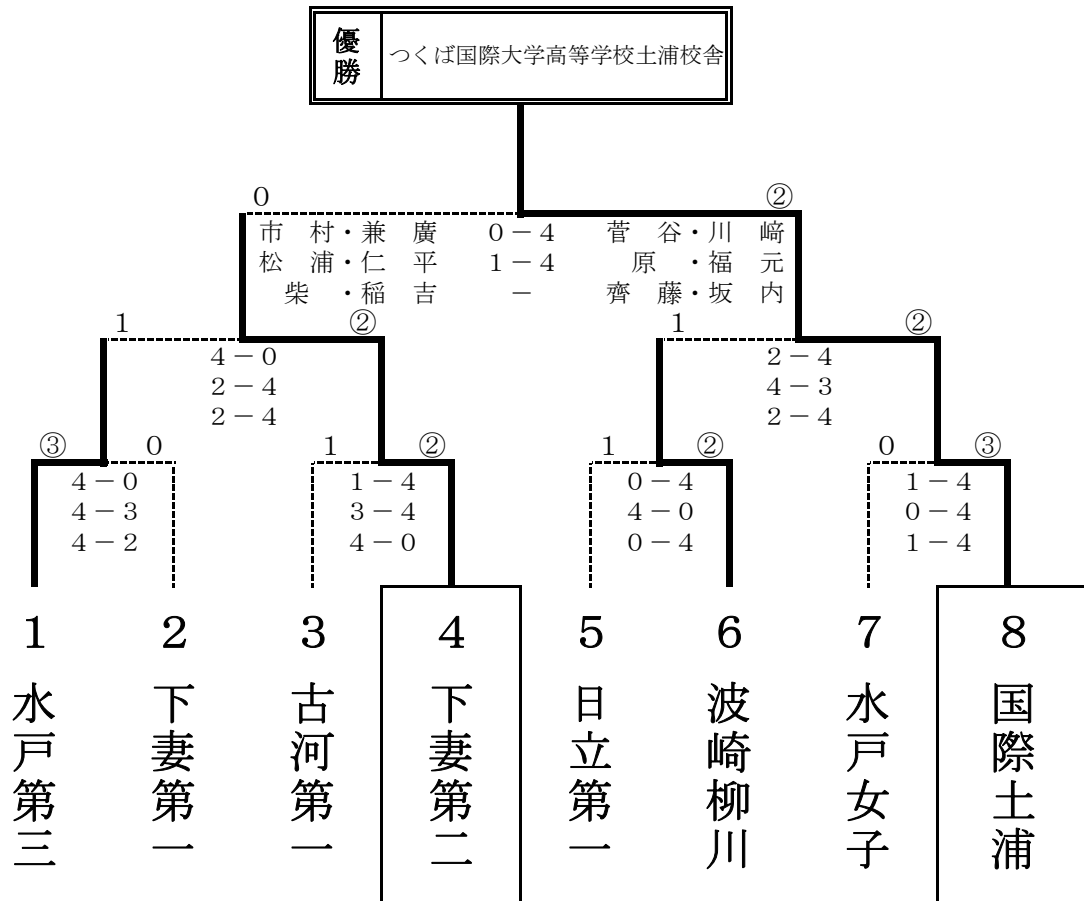 優勝
つくば国際大学高等学校土浦校舎
0 ②
市村・兼廣 0-4 菅谷・川﨑
松浦・仁平 1-4 原・福元
柴・稲吉 - 齊藤・坂内
1 ② 1 ②
4-0 2-4
2-4 4-3
2-4 2-4
③ 0 1 ② 1 ② 0 ③
4-0 1-4 0-4 1-4
4-3 3-4 4-0 0-4
4-2 4-0 0-4 1-4
1 2 3 4 5 6 7 8
水戸第三
下妻第一
古河第一
下妻第二
日立第一
波崎柳川
水戸女子
国際土浦